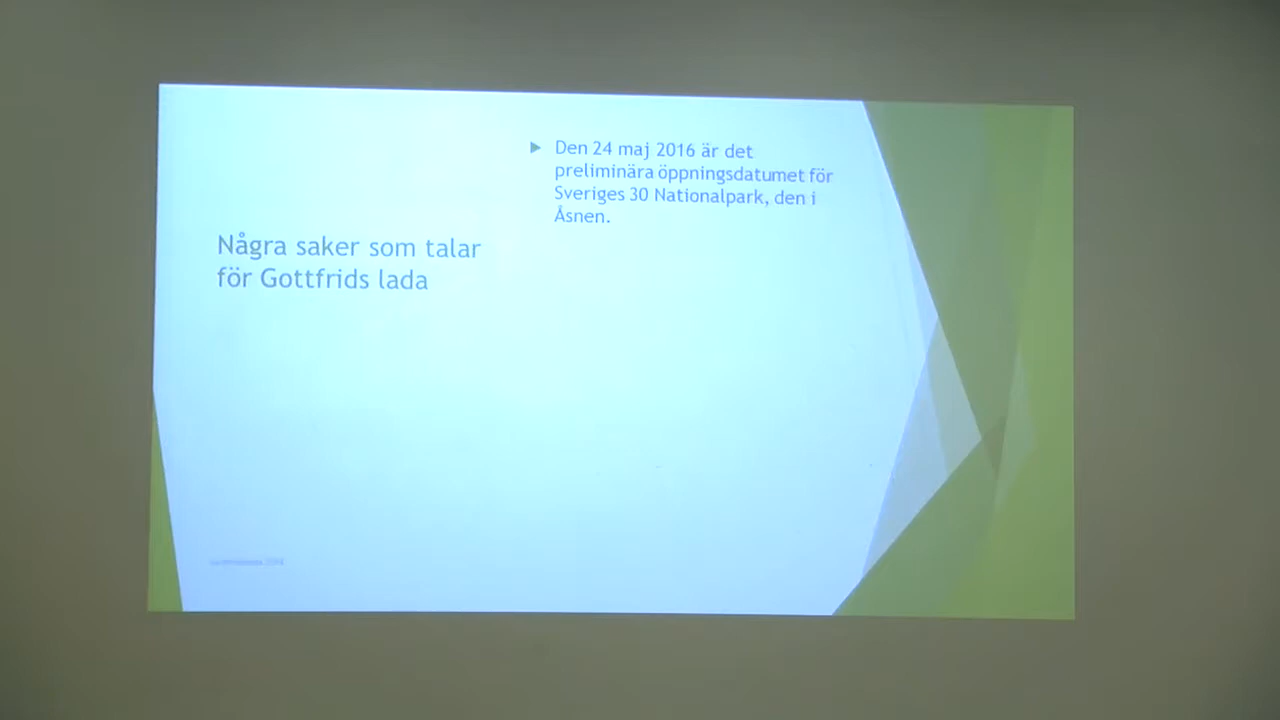 Några saker som talar
för Gottfrids lada
Den 24 maj 2016 är det
preliminära öppningsdatumet för
Sveriges 30 Nationalpark, den i
Åsnen.